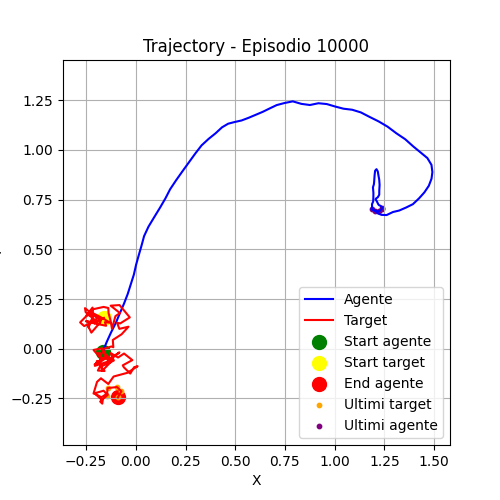 Trajectory - Episodio 10000
1.25
1.00
0.75
0.50
0.25
0.00
−0.25
−0.25 0.00 0.25 0.50 0.75 1.00 1.25 1.50
X
Agente
Target
Start agente
Start target
End agente
Ultimi target
Ultimi agente